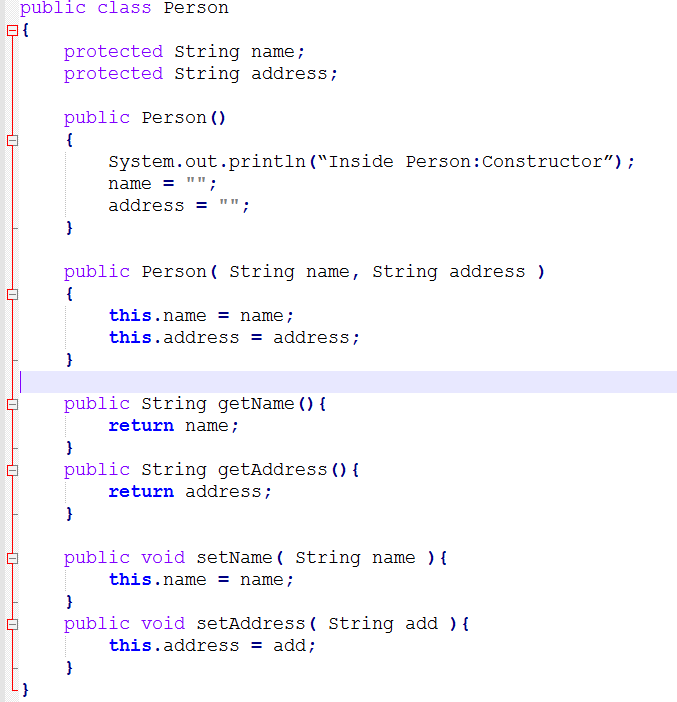 public class Person
{
    protected String name;
    protected String address;

    public Person()
    {
        System.out.println(“Inside Person:Constructor”);
        name = "";
        address = "";
    }

    public Person( String name, String address )
    {
        this.name = name;
        this.address = address;
    }

    public String getName(){
        return name;
    }
    public String getAddress(){
        return address;
    }

    public void setName( String name ){
        this.name = name;
    }
    public void setAddress( String add ){
        this.address = add;
    }
}